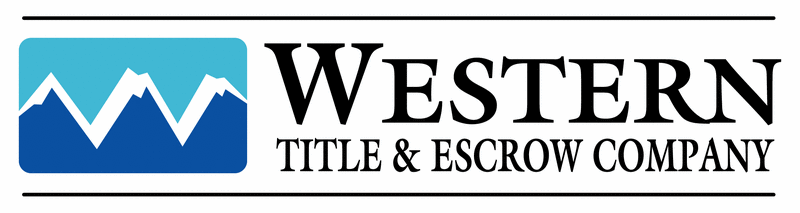 WESTERN
TITLE & ESCROW COMPANY